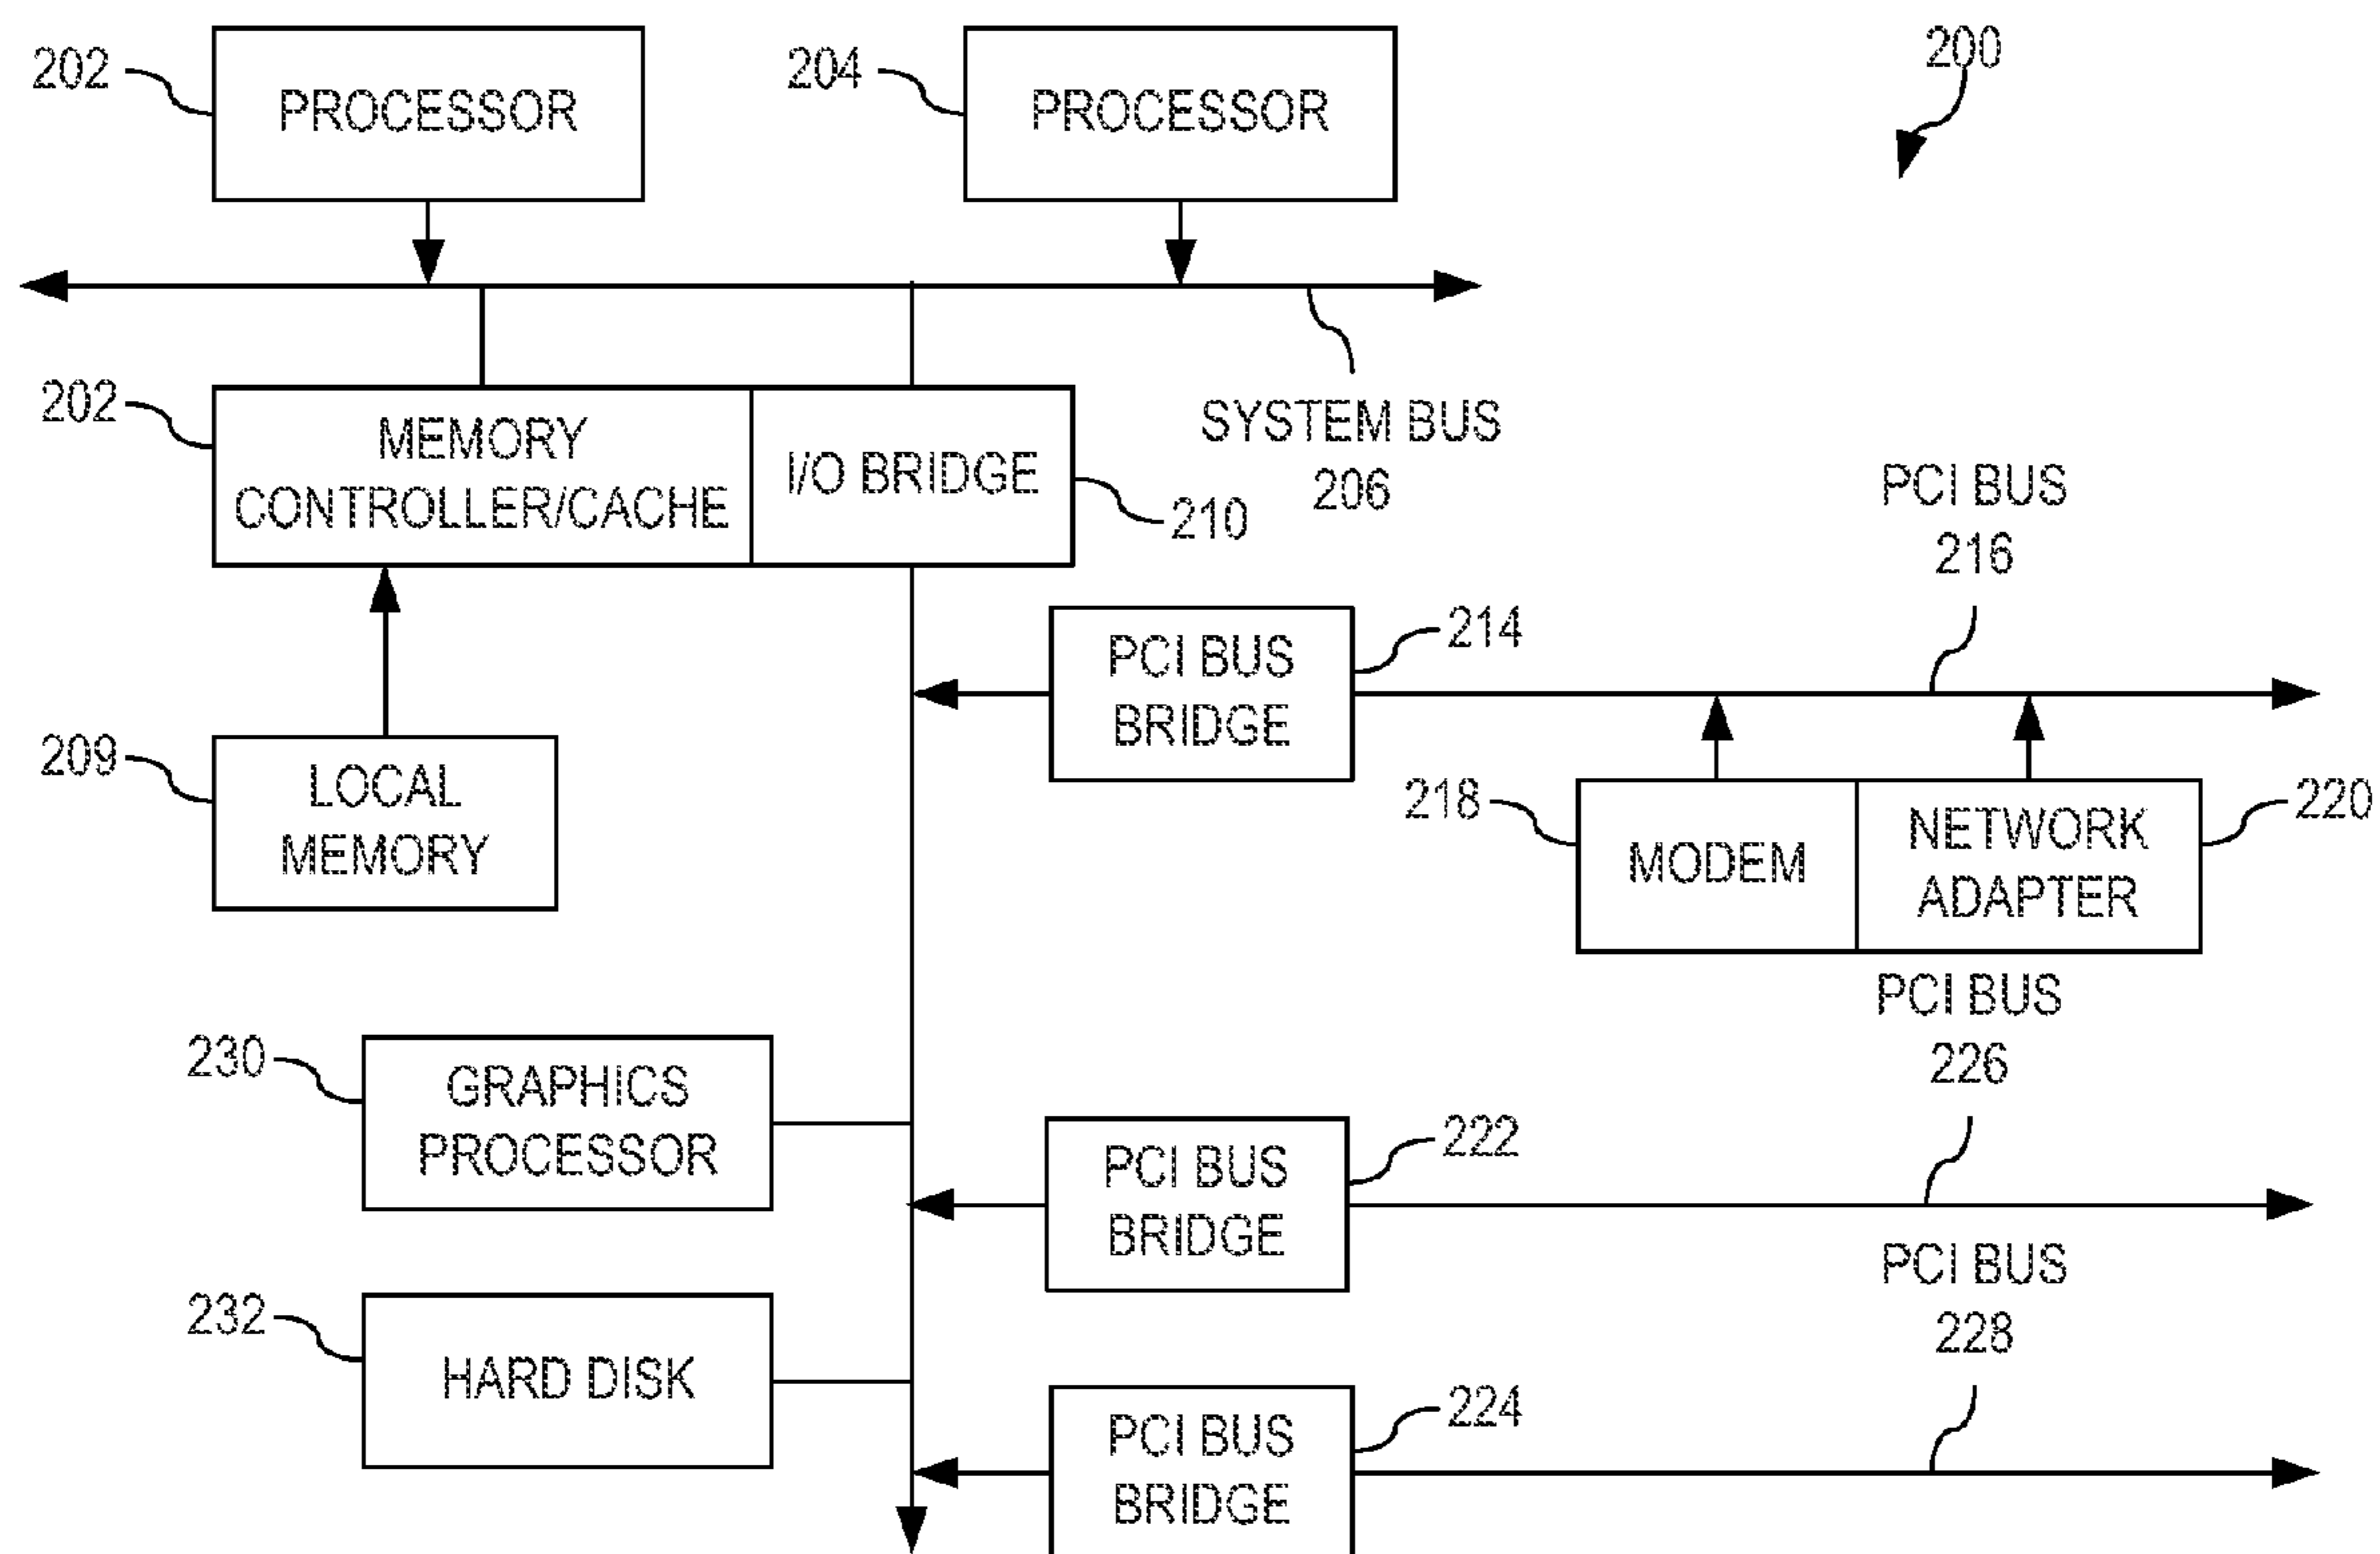 202
PROCESSOR
204
PROCESSOR
200
202
MEMORY
CONTROLLER/CACHE
I/O BRIDGE
210
SYSTEM BUS
206
PCI BUS
216
PCI BUS
BRIDGE
214
209
LOCAL
MEMORY
218
MODEM
NETWORK
ADAPTER
220
PCI BUS
226
230
GRAPHICS
PROCESSOR
PCI BUS
BRIDGE
222
PCI BUS
228
232
HARD DISK
PCI BUS
BRIDGE
224